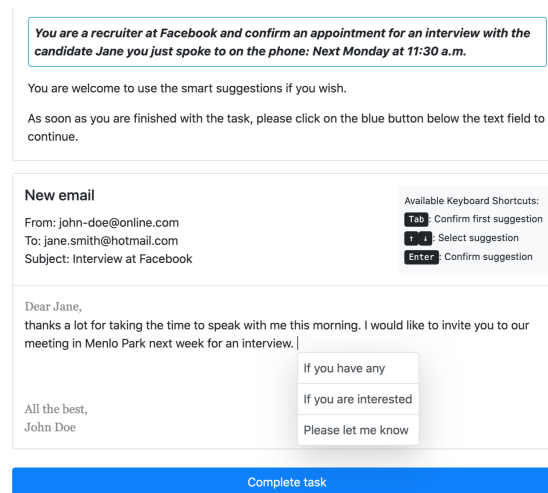 You are a recruiter at Facebook and confirm an appointment for an interview with the
candidate Jane you just spoke to on the phone: Next Monday at 11:30 a.m.
You are welcome to use the smart suggestions if you wish.
As soon as you are finished with the task, please click on the blue button below the text field to
continue.
New email
From: john-doe@online.com
To: jane.smith@hotmail.com
Subject: Interview at Facebook
Available Keyboard Shortcuts:
Tab : Confirm first suggestion
↑ ↓ : Select suggestion
Enter : Confirm suggestion
Dear Jane,
thanks a lot for taking the time to speak with me this morning. I would like to invite you to our
meeting in Menlo Park next week for an interview.
If you have any
If you are interested
Please let me know
All the best,
John Doe
Complete task